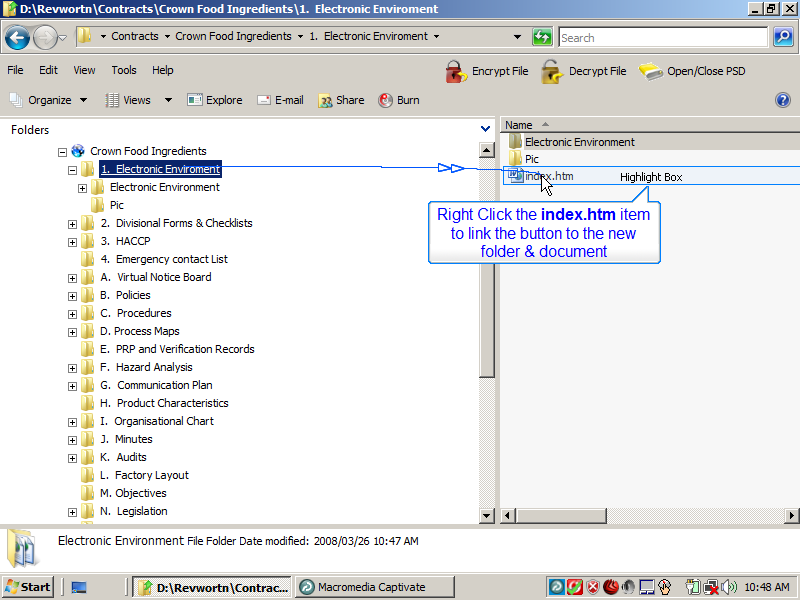 D:\Revwortn\Contracts\Crown Food Ingredients\1.  Electronic Enviroment
Contracts Crown Food Ingredients 1.  Electronic Enviroment
Search
File Edit View Tools Help
Encrypt File Decrypt File Open/Close PSD
Organize Views Explore E-mail Share Burn
Folders
Name
Crown Food Ingredients
1.  Electronic Enviroment
Electronic Environment
Pic
2.  Divisional Forms & Checklists
3.  HACCP
4.  Emergency contact List
A.  Virtual Notice Board
B.  Policies
C.  Procedures
D. Process Maps
E.  PRP and Verification Records
F.  Hazard Analysis
G.  Communication Plan
H.  Product Characteristics
I.  Organisational Chart
J.  Minutes
K.  Audits
L.  Factory Layout
M. Objectives
N.  Legislation
Electronic Environment
Pic
index.htm
Highlight Box
Right Click the index.htm item
to link the button to the new
folder & document
Electronic Environment File Folder Date modified: 2008/03/26 10:47 AM
Start D:\Revwortn\Contrac... Macromedia Captivate 10:48 AM